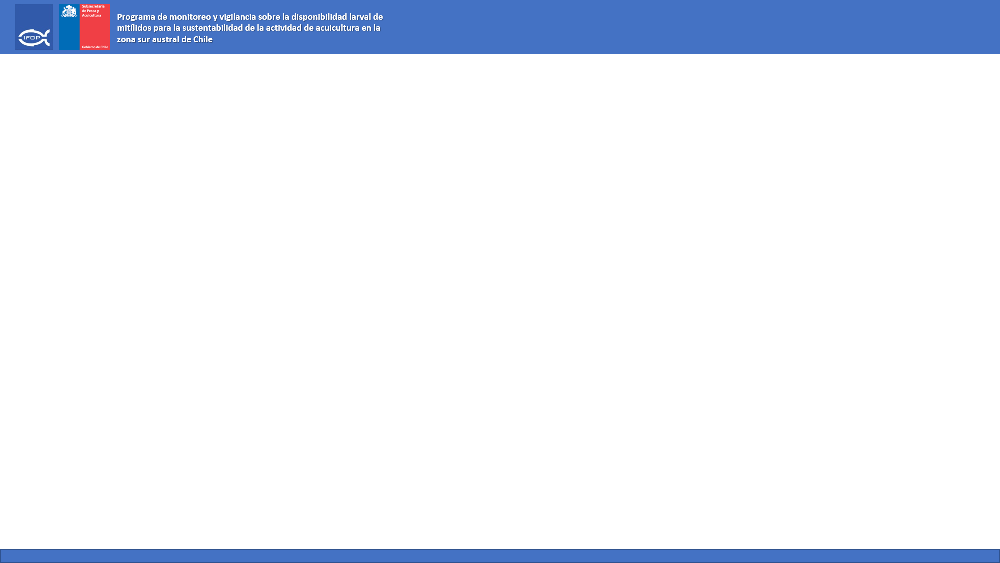 IFOP
Subsecretaría
de Pesca y
Acuicultura
Gobierno de Chile
Programa de monitoreo y vigilancia sobre la disponibilidad larval de
mitílidos para la sustentabilidad de la actividad de acuicultura en la
zona sur austral de Chile